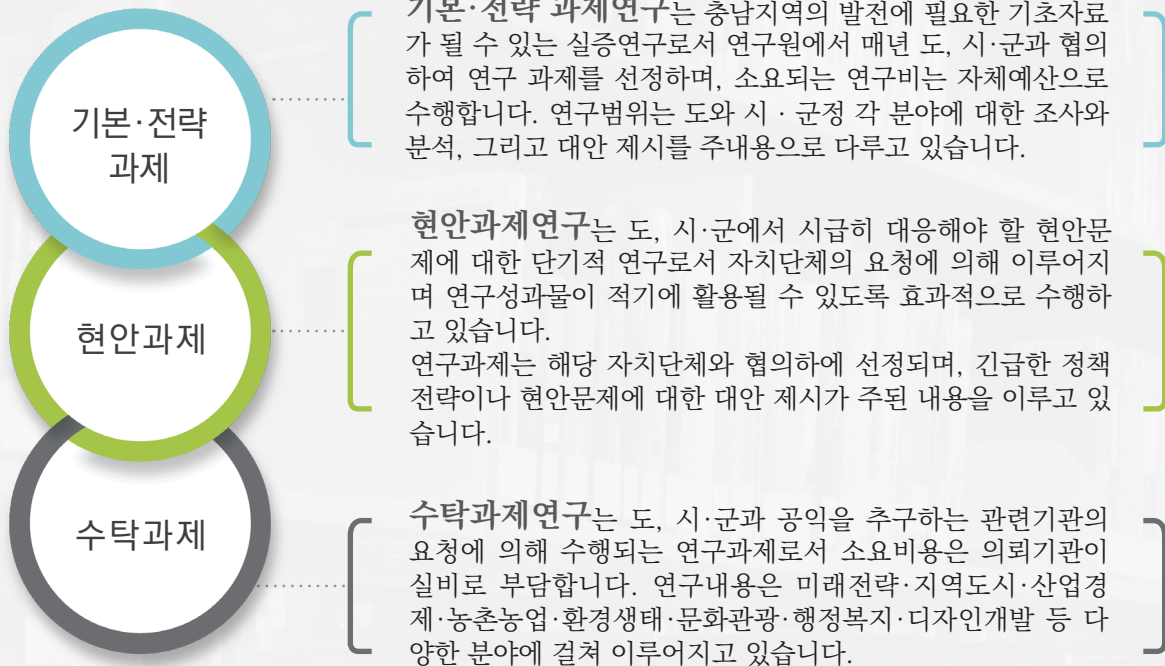 기본·전략
과제
기본·전략 과제연구는 충남지역의 발전에 필요한 기초자료
가 될 수 있는 실증연구로서 연구원에서 매년 도, 시·군과 협의
하여 연구 과제를 선정하며, 소요되는 연구비는 자체예산으로
수행합니다. 연구범위는 도와 시 · 군정 각 분야에 대한 조사와
분석, 그리고 대안 제시를 주내용으로 다루고 있습니다.
현안과제
현안과제연구는 도, 시·군에서 시급히 대응해야 할 현안문
제에 대한 단기적 연구로서 자치단체의 요청에 의해 이루어지
며 연구성과물이 적기에 활용될 수 있도록 효과적으로 수행하
고 있습니다.
연구과제는 해당 자치단체와 협의하에 선정되며, 긴급한 정책
전략이나 현안문제에 대한 대안 제시가 주된 내용을 이루고 있
습니다.
수탁과제
수탁과제연구는 도, 시·군과 공익을 추구하는 관련기관의
요청에 의해 수행되는 연구과제로서 소요비용은 의뢰기관이
실비로 부담합니다. 연구내용은 미래전략·지역도시·산업경
제·농촌농업·환경생태·문화관광·행정복지·디자인개발 등 다
양한 분야에 걸쳐 이루어지고 있습니다.